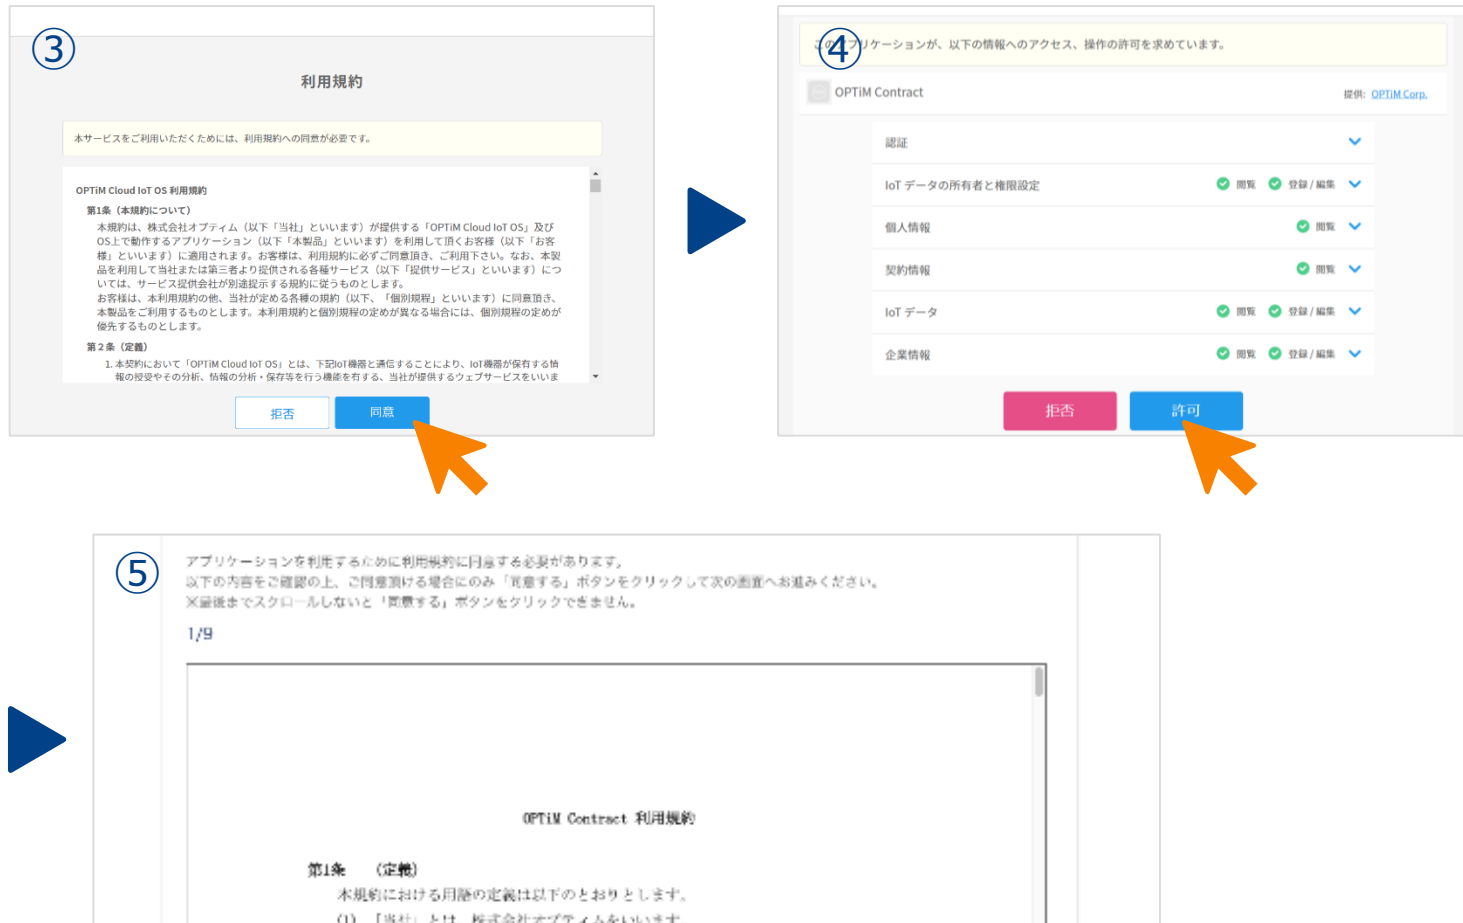 ③
利用規約
本サービスをご利用いただくためには、利用規約への同意が必要です。
OPTiM Cloud IoT OS 利用規約
第1条（本規約について）
本規約は、株式会社オプティム（以下「当社」といいます）が提供する「OPTiM Cloud IoT OS」及び
OS上で動作するアプリケーション（以下「本製品」といいます）を利用して頂くお客様（以下「お客
様」といいます）に適用されます。お客様は、利用規約に必ずご同意頂き、ご利用下さい。なお、本製
品を利用して当社または第三者より提供される各種サービス（以下「提供サービス」といいます）につ
いては、サービス提供会社が別途提示する規約に従うものとします。
お客様は、本利用規約の他、当社が定める各種の規約（以下、「個別規程」といいます）に同意頂き、
本製品をご利用するものとします。本利用規約と個別規程の定めが異なる場合には、個別規程の定めが
優先するものとします。
第２条（定義）
1. 本契約において「OPTiM Cloud IoT OS」とは、下記IoT機器と通信することにより、IoT機器が保有する情
報の授受やその分析、情報の分析・保存等を行う機能を有する、当社が提供するウェブサービスをいいま
拒否
同意
④
このアプリケーションが、以下の情報へのアクセス、操作の許可を求めています。
OPTiM Contract
提供: OPTiM Corp.
認証
IoT データの所有者と権限設定 閲覧 登録 / 編集
個人情報 閲覧
契約情報 閲覧
IoT データ 閲覧 登録 / 編集
企業情報 閲覧 登録 / 編集
拒否
許可
⑤
アプリケーションを利用するために利用規約に同意する必要があります。
以下の内容をご確認の上、ご同意頂ける場合にのみ「同意する」ボタンをクリックして次の画面へお進みください。
※最後までスクロールしないと「同意する」ボタンをクリックできません。
1/9
OPTiM Contract 利用規約
第1条 （定義）
本規約における用語の定義は以下のとおりとします。
(1) 「当社」とは、株式会社オプティムをいいます。